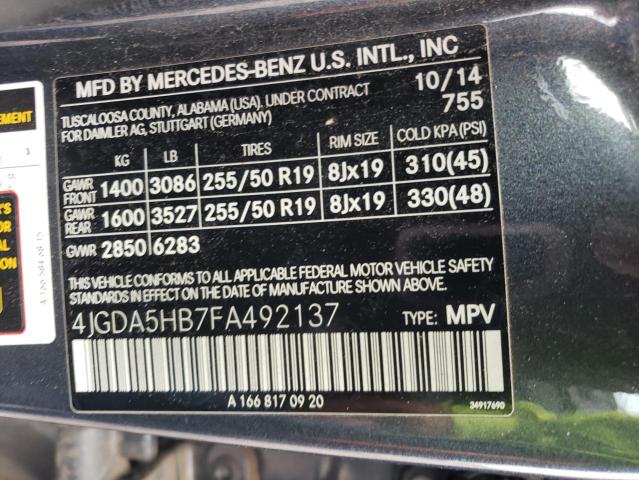 MFD BY MERCEDES-BENZ U.S. INTL., INC
TUSCALOOSA COUNTY, ALABAMA (USA). UNDER CONTRACT
FOR DAIMLER AG, STUTTGART (GERMANY)
10/14
755
KG LB TIRES RIM SIZE COLD KPA(PSI)
GAWR FRONT 1400 3086 255/50 R19 8Jx19 310(45)
GAWR REAR 1600 3527 255/50 R19 8Jx19 330(48)
GVWR 2850 6283
THIS VEHICLE CONFORMS TO ALL APPLICABLE FEDERAL MOTOR VEHICLE SAFETY
STANDARDS IN EFFECT ON THE DATE OF MANUFACTURE SHOWN ABOVE.
4JGDA5HB7FA492137 TYPE: MPV
A 166 817 09 20
34917690